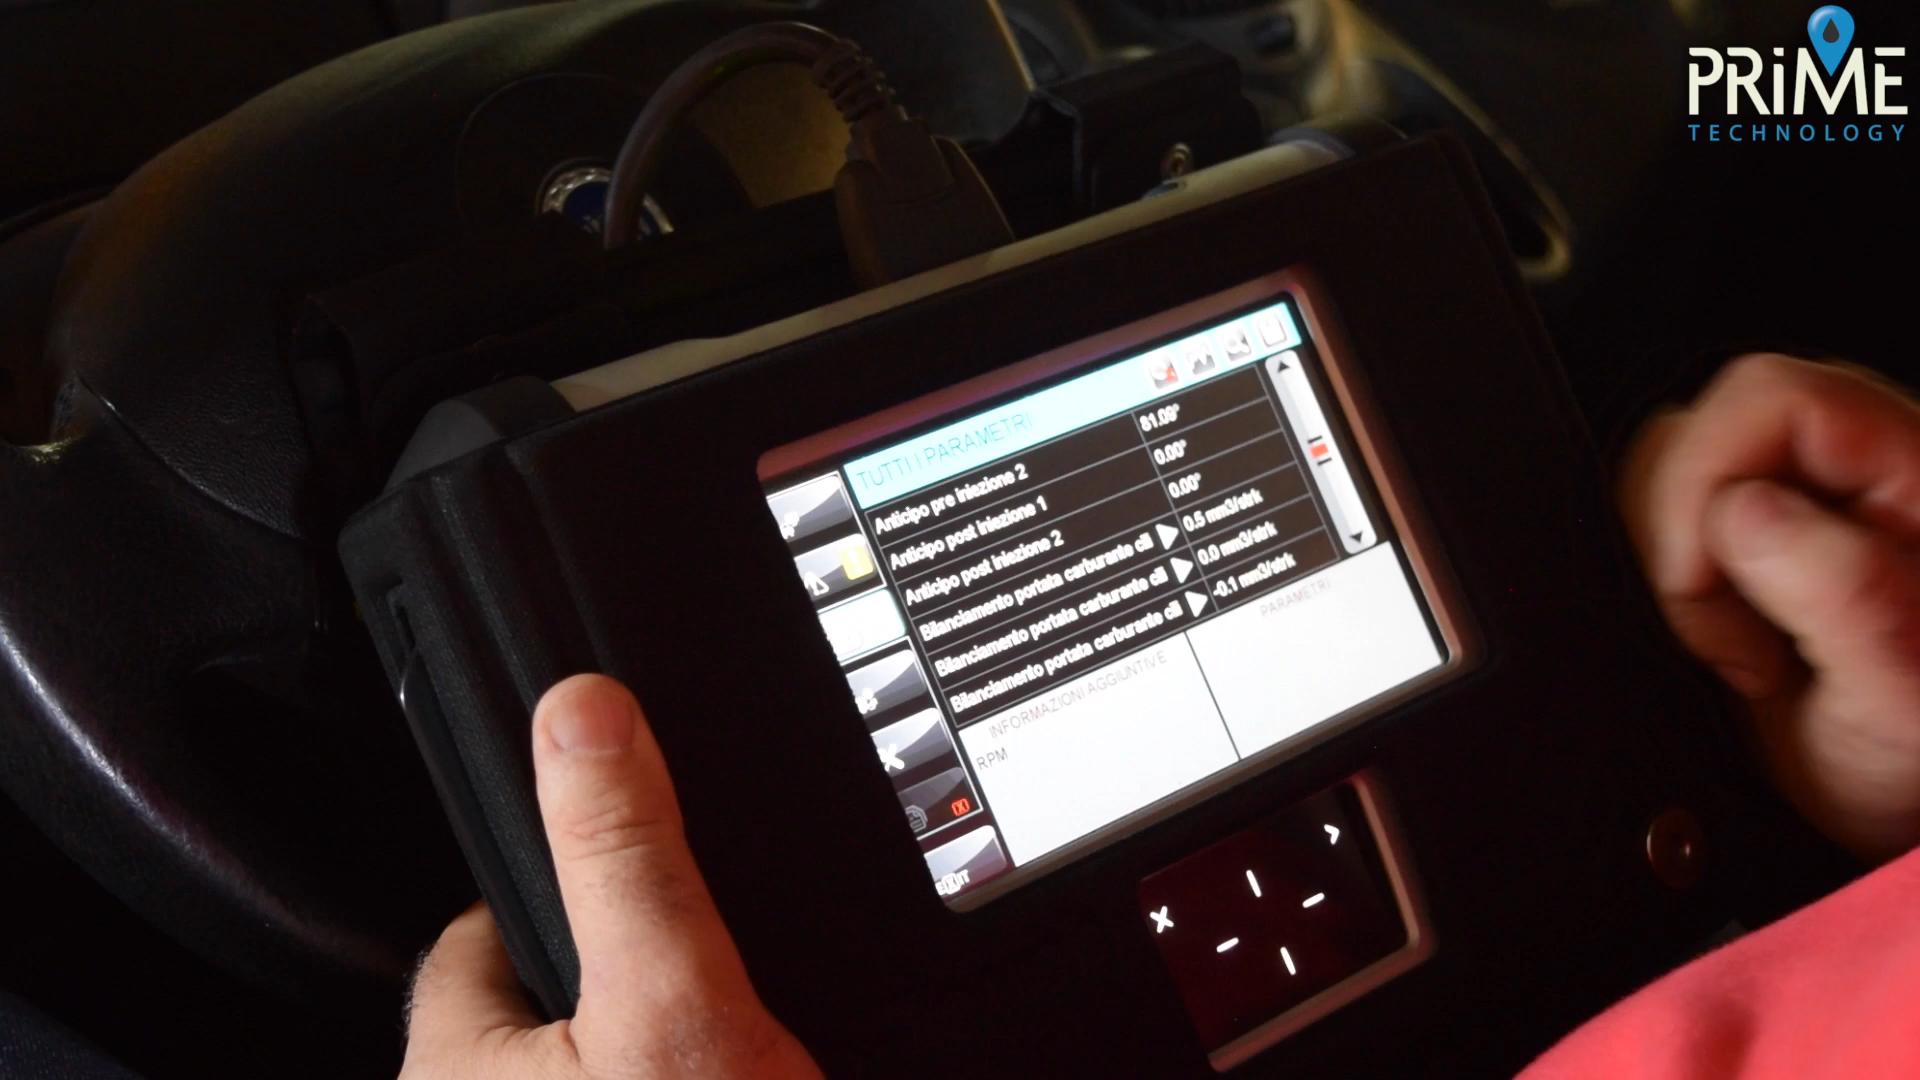 PRiME
TECHNOLOGY
TUTTI I PARAMETRI
Anticipo pre iniezione 2 81.09°
Anticipo post iniezione 1 0.00°
Anticipo post iniezione 2 0.00°
Bilanciamento portata carburante cil 0.5 mm3/strk
Bilanciamento portata carburante cil 0.0 mm3/strk
Bilanciamento portata carburante cil -0.1 mm3/strk
INFORMAZIONI AGGIUNTIVE
PARAMETRI
RPM
EXIT